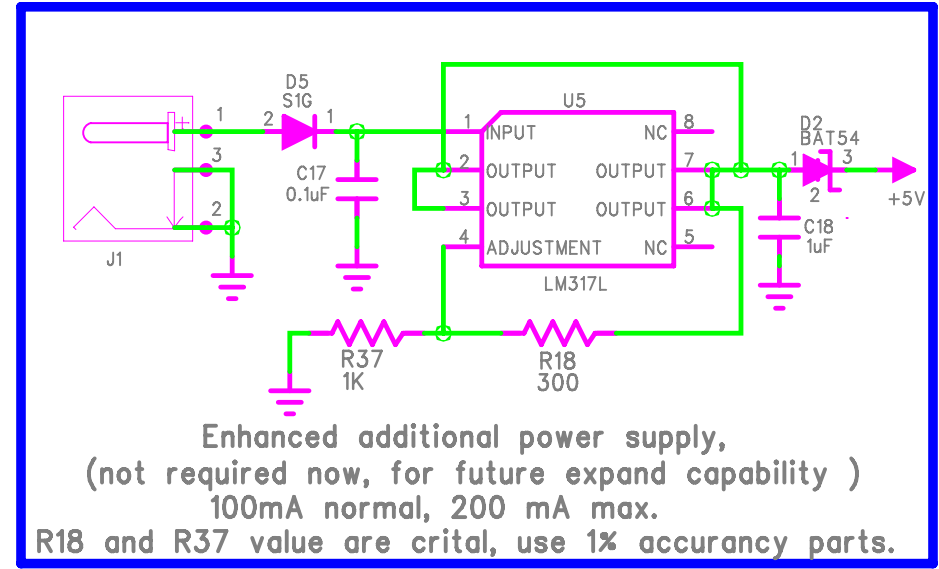 D5
S1G
U5
1
2
1
1
INPUT
NC
8
D2
BAT54
3
2
OUTPUT
OUTPUT
7
1
3
C17
0.1uF
2
+5V
2
3
OUTPUT
OUTPUT
6
C18
1uF
4
ADJUSTMENT
NC
5
J1
LM317L
R37
1K
R18
300
Enhanced additional power supply,
(not required now, for future expand capability )
100mA normal, 200 mA max.
R18 and R37 value are crital, use 1% accurancy parts.